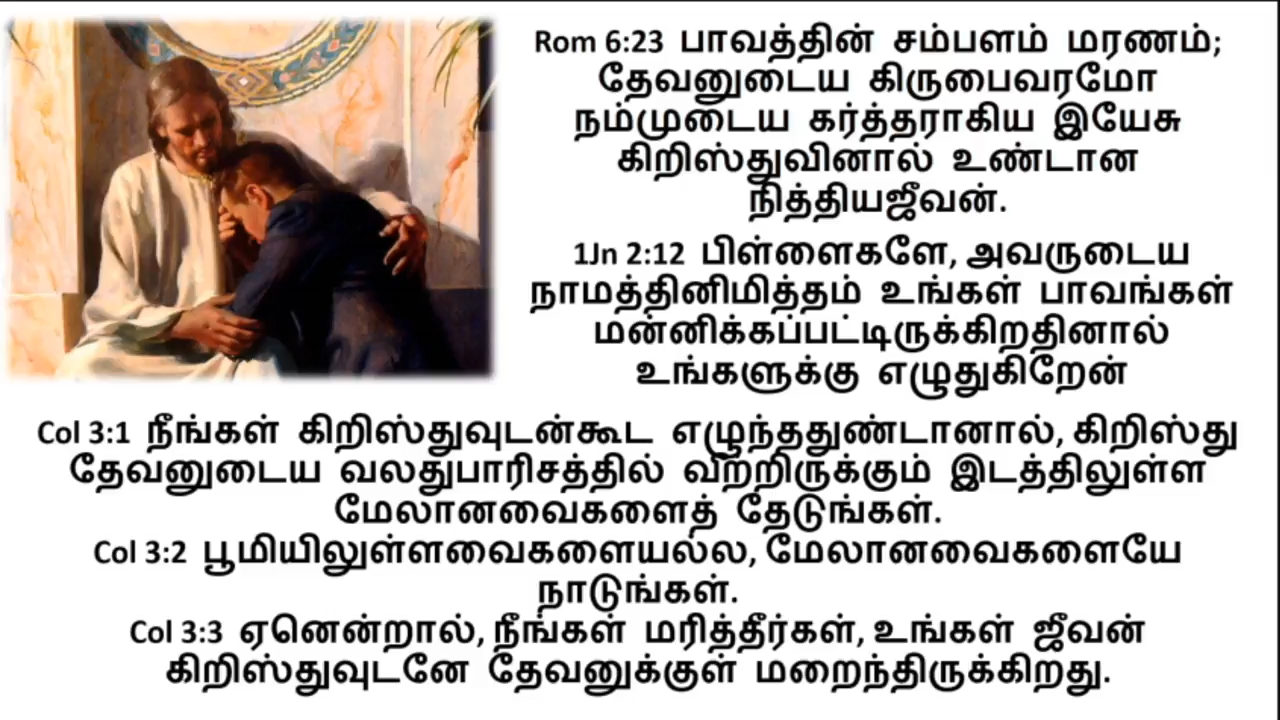 Rom 6:23 பாவத்தின் சம்பளம் மரணம்;
தேவனுடைய கிருபைவரமோ
நம்முடைய கர்த்தராகிய இயேசு
கிறிஸ்துவினால் உண்டான
நித்தியஜீவன்.
1Jn 2:12 பிள்ளைகளே, அவருடைய
நாமத்தினிமித்தம் உங்கள் பாவங்கள்
மன்னிக்கப்பட்டிருக்கிறதினால்
உங்களுக்கு எழுதுகிறேன்
Col 3:1 நீங்கள் கிறிஸ்துவுடன்கூட எழுந்ததுண்டானால், கிறிஸ்து
தேவனுடைய வலதுபாரிசத்தில் வீற்றிருக்கும் இடத்திலுள்ள
மேலானவைகளைத் தேடுங்கள்.
Col 3:2 பூமியிலுள்ளவைகளையல்ல, மேலானவைகளையே
நாடுங்கள்.
Col 3:3 ஏனென்றால், நீங்கள் மரித்தீர்கள், உங்கள் ஜீவன்
கிறிஸ்துவுடனே தேவனுக்குள் மறைந்திருக்கிறது.